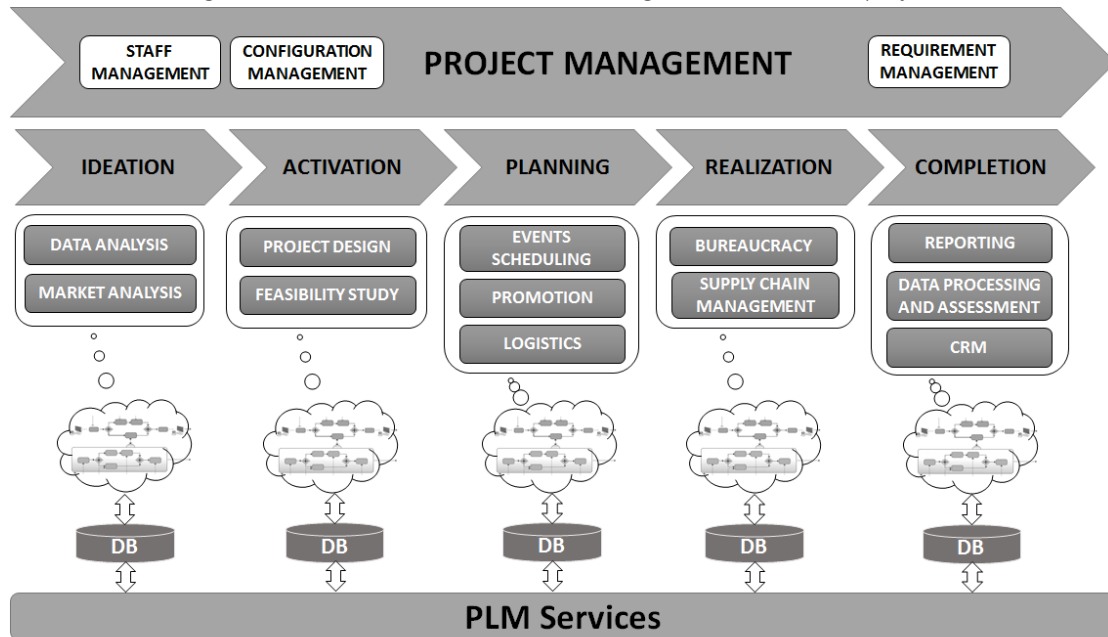 STAFF
MANAGEMENT
CONFIGURATION
MANAGEMENT
PROJECT MANAGEMENT
REQUIREMENT
MANAGEMENT
IDEATION
ACTIVATION
PLANNING
REALIZATION
COMPLETION
DATA ANALYSIS
MARKET ANALYSIS
PROJECT DESIGN
FEASIBILITY STUDY
EVENTS
SCHEDULING
PROMOTION
LOGISTICS
BUREAUCRACY
SUPPLY CHAIN
MANAGEMENT
REPORTING
DATA PROCESSING
AND ASSESSMENT
CRM
DB
DB
DB
DB
DB
PLM Services